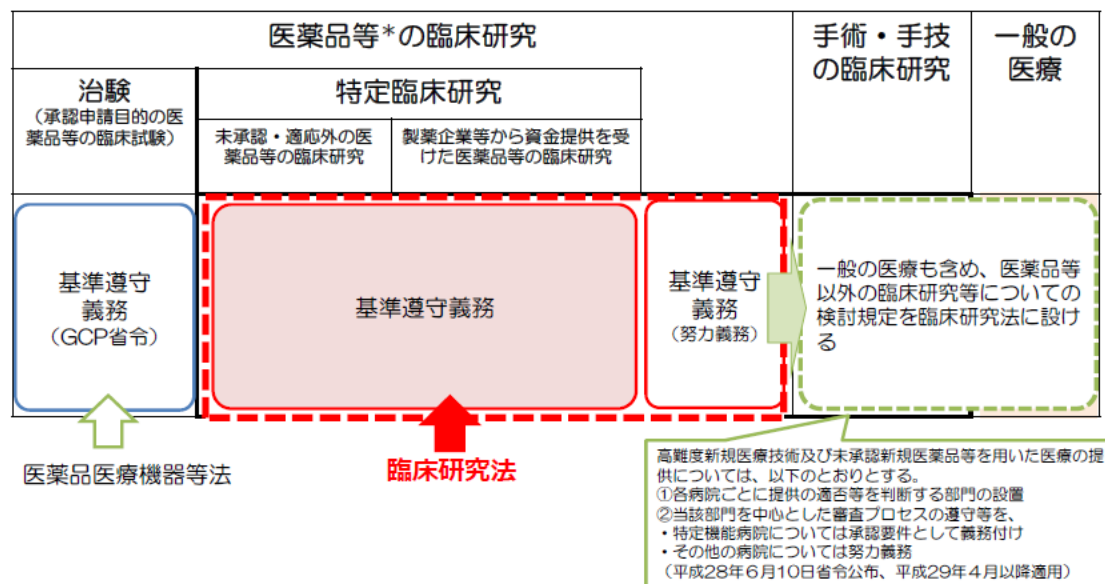 医薬品等*の臨床研究
手術・手技
の臨床研究
一般の
医療
治験
（承認申請目的の医
薬品等の臨床試験）
特定臨床研究
未承認・適応外の医
薬品等の臨床研究
製薬企業等から資金提供を受
けた医薬品等の臨床研究
基準遵守
義務
（GCP省令）
基準遵守義務
基準遵守
義務
（努力義務）
一般の医療も含め、医薬品等
以外の臨床研究等についての
検討規定を臨床研究法に設け
る
医薬品医療機器等法
臨床研究法
高難度新規医療技術及び未承認新規医薬品等を用いた医療の提
供については、以下のとおりとする。
①各病院ごとに提供の適否等を判断する部門の設置
②当該部門を中心とした審査プロセスの遵守等を、
・特定機能病院については承認要件として義務付け
・その他の病院については努力義務
（平成28年６月10日省令公布、平成29年４月以降適用）